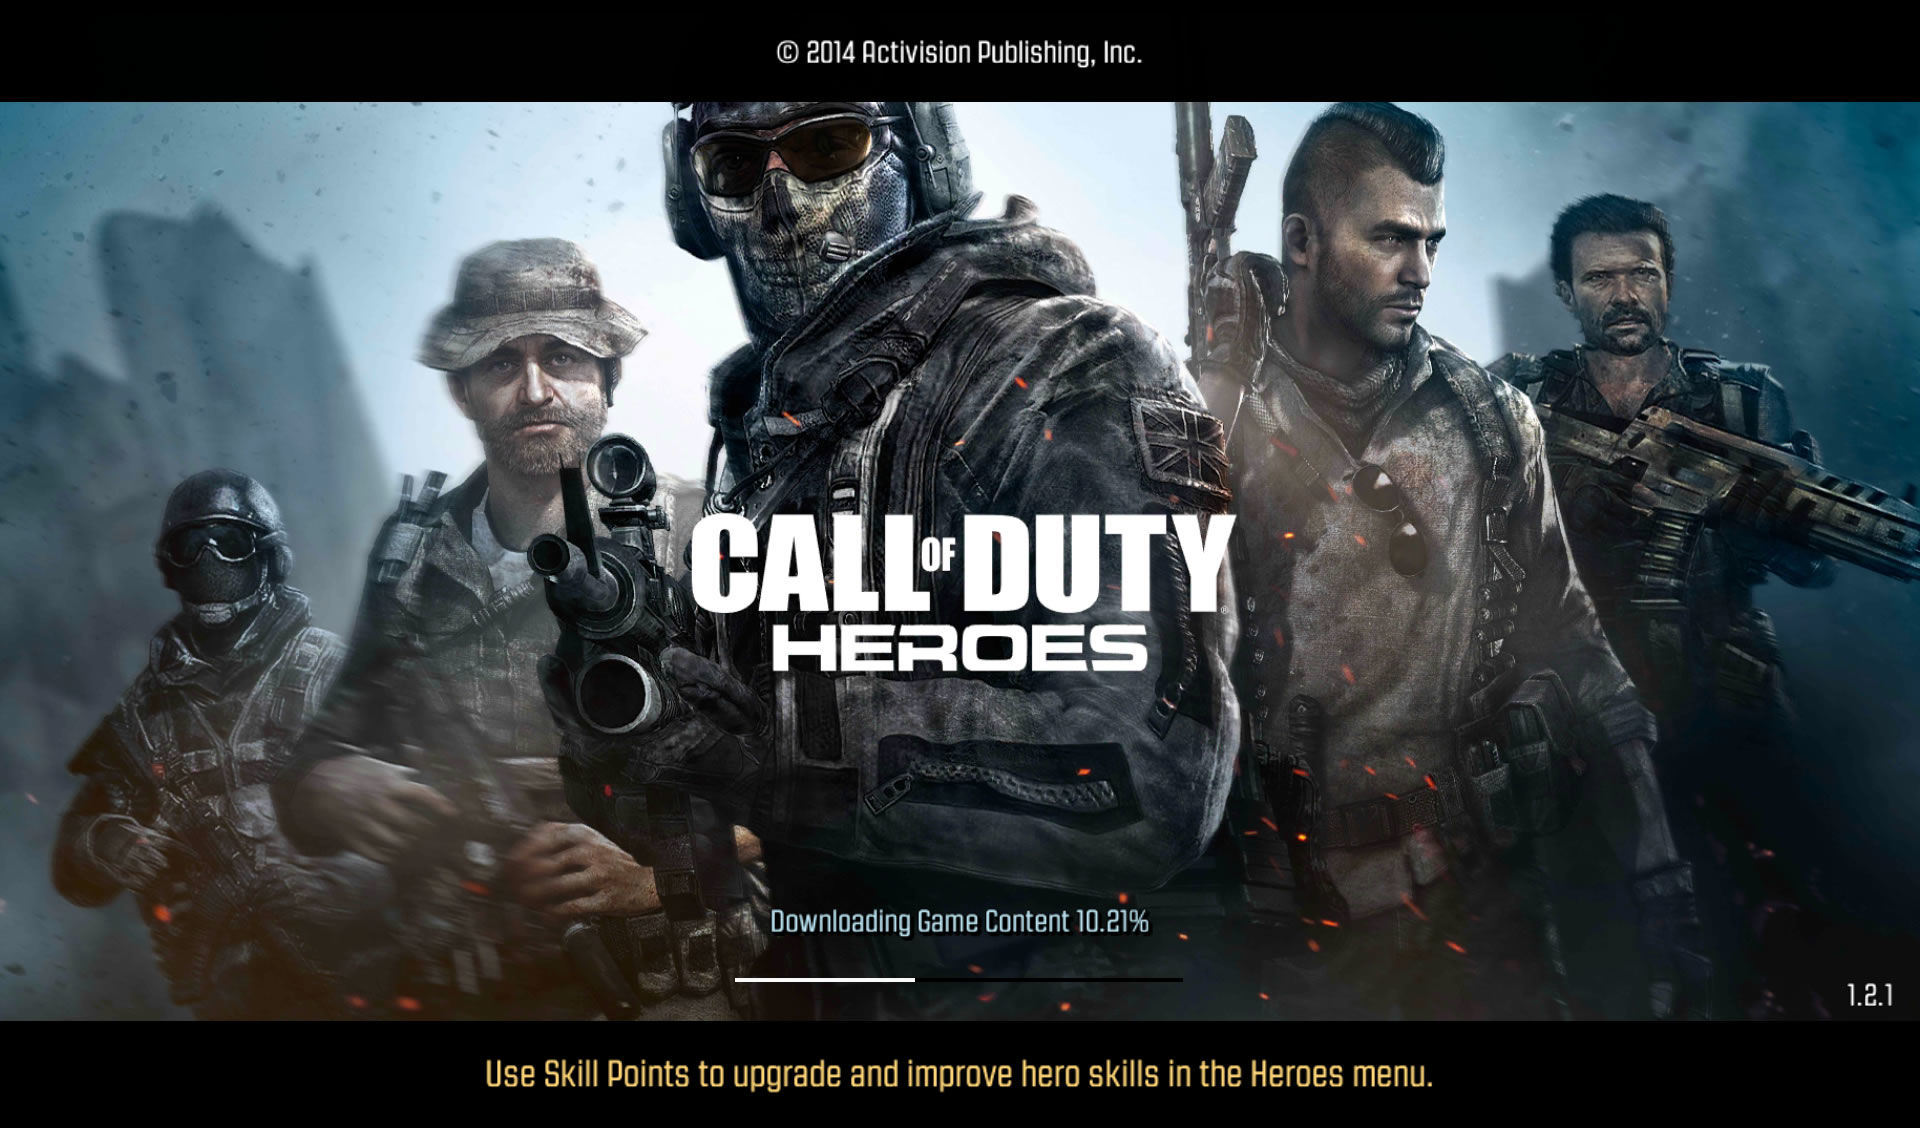 © 2014 Activision Publishing, Inc.
CALL OF DUTY®
HEROES
Downloading Game Content 10.21%
1.2.1
Use Skill Points to upgrade and improve hero skills in the Heroes menu.